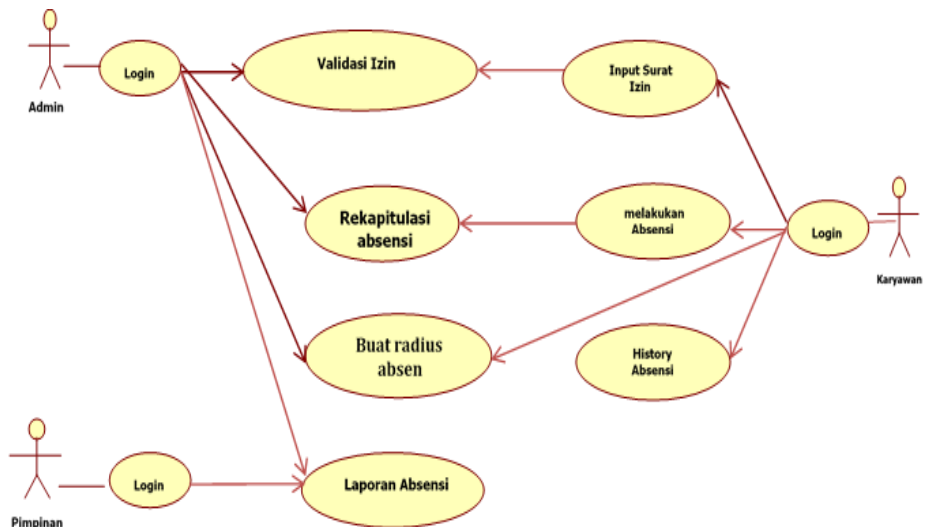 Admin
Login
Validasi Izin
Input Surat
Izin
Rekapitulasi
absensi
melakukan
Absensi
Login
Karyawan
Buat radius
absen
History
Absensi
Pimpinan
Login
Laporan Absensi